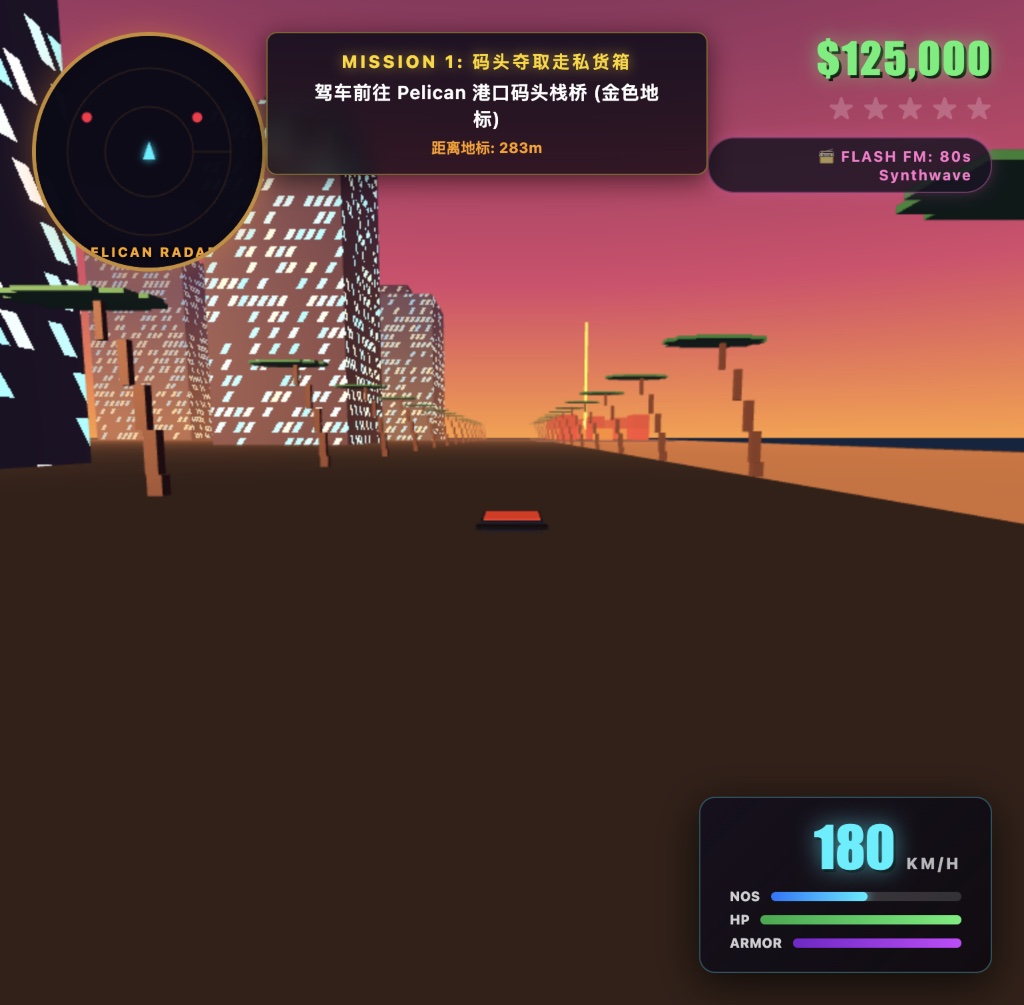 MISSION 1: 码头夺取走私货箱
驾车前往 Pelican 港口码头栈桥 (金色地
标)
距离地标: 283m
$125,000
FLASH FM: 80s
Synthwave
ELICAN RADA
180 KM/H
NOS
HP
ARMOR